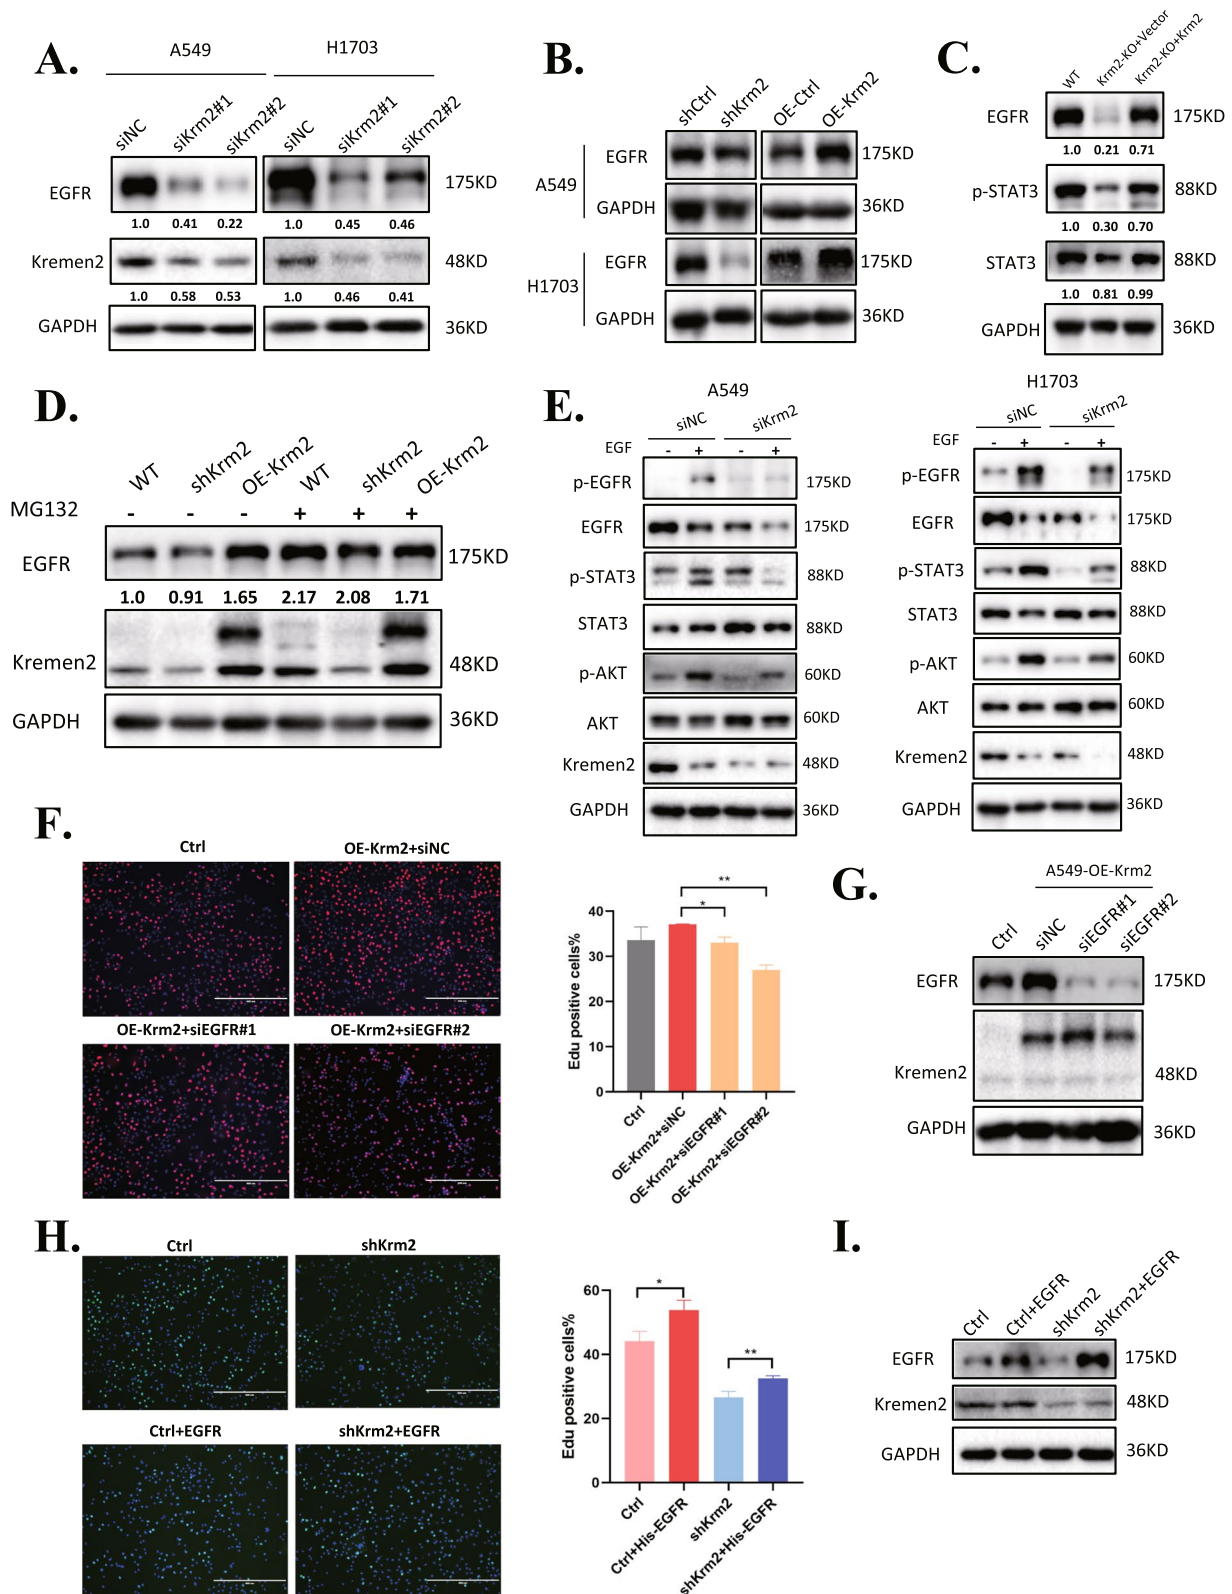 A.
A549
H1703
siNC
siKrm2#1
siKrm2#2
siNC
siKrm2#1
siKrm2#2
EGFR
175KD
1.0 0.41 0.22 1.0 0.45 0.46
Kremen2
48KD
1.0 0.58 0.53 1.0 0.46 0.41
GAPDH
36KD
B.
shCtrl
shKrm2
OE-Ctrl
OE-Krm2
A549
EGFR
175KD
GAPDH
36KD
H1703
EGFR
175KD
GAPDH
36KD
C.
WT
Krm2-KO+Vector
Krm2-KO+Krm2
EGFR
175KD
1.0 0.21 0.71
p-STAT3
88KD
1.0 0.30 0.70
STAT3
88KD
1.0 0.81 0.99
GAPDH
36KD
D.
WT
shKrm2
OE-Krm2
WT
shKrm2
OE-Krm2
MG132 - - - + + +
EGFR
175KD
1.0 0.91 1.65 2.17 2.08 1.71
Kremen2
48KD
GAPDH
36KD
E.
A549
siNC siKrm2
EGF - + - +
p-EGFR 175KD
EGFR 175KD
p-STAT3 88KD
STAT3 88KD
p-AKT 60KD
AKT 60KD
Kremen2 48KD
GAPDH 36KD
H1703
siNC siKrm2
EGF - + - +
p-EGFR 175KD
EGFR 175KD
p-STAT3 88KD
STAT3 88KD
p-AKT 60KD
AKT 60KD
Kremen2 48KD
GAPDH 36KD
F.
Ctrl
OE-Krm2+siNC
OE-Krm2+siEGFR#1
OE-Krm2+siEGFR#2
Edu positive cells%
40
30
20
10
0
*
**
Ctrl
OE-Krm2+siNC
OE-Krm2+siEGFR#1
OE-Krm2+siEGFR#2
G.
A549-OE-Krm2
Ctrl
siNC
siEGFR#1
siEGFR#2
EGFR 175KD
Kremen2 48KD
GAPDH 36KD
H.
Ctrl
shKrm2
Ctrl+EGFR
shKrm2+EGFR
Edu positive cells%
60
40
20
0
*
**
Ctrl
Ctrl+His-EGFR
shKrm2
shKrm2+His-EGFR
I.
Ctrl
Ctrl+EGFR
shKrm2
shKrm2+EGFR
EGFR 175KD
Kremen2 48KD
GAPDH 36KD